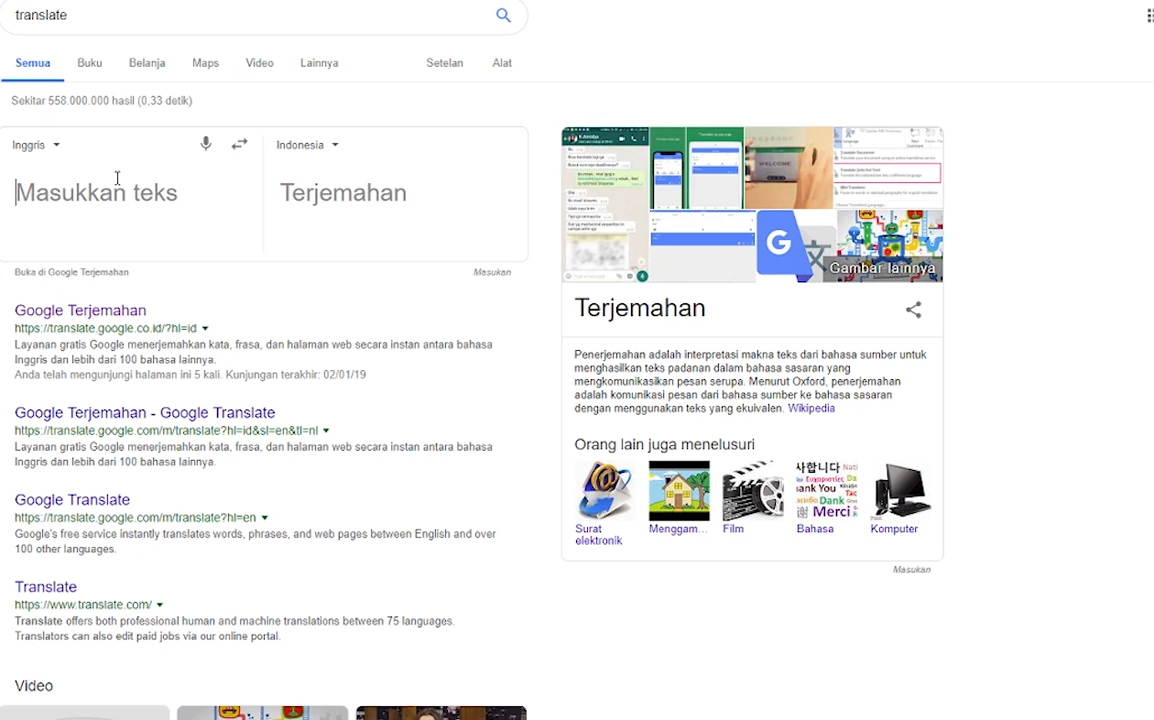 translate
Semua Buku Belanja Maps Video Lainnya Setelan Alat
Sekitar 558.000.000 hasil (0,33 detik)
Inggris Indonesia
Masukkan teks Terjemahan
Buka di Google Terjemahan Masukan
Google Terjemahan
https://translate.google.co.id/?hl=id
Layanan gratis Google menerjemahkan kata, frasa, dan halaman web secara instan antara bahasa
Inggris dan lebih dari 100 bahasa lainnya.
Anda telah mengunjungi halaman ini 5 kali. Kunjungan terakhir: 02/01/19
Google Terjemahan - Google Translate
https://translate.google.com/m/translate?hl=id&sl=en&tl=nl
Layanan gratis Google menerjemahkan kata, frasa, dan halaman web secara instan antara bahasa
Inggris dan lebih dari 100 bahasa lainnya.
Google Translate
https://translate.google.com/m/translate?hl=en
Google's free service instantly translates words, phrases, and web pages between English and over
100 other languages.
Translate
https://www.translate.com/
Translate offers both professional human and machine translations between 75 languages.
Translators can also edit paid jobs via our online portal.
Video
WELCOME
G
Gambar lainnya
Terjemahan
Penerjemahan adalah interpretasi makna teks dari bahasa sumber untuk
menghasilkan teks padanan dalam bahasa sasaran yang
mengkomunikasikan pesan serupa. Menurut Oxford, penerjemahan
adalah komunikasi pesan dari bahasa sumber ke bahasa sasaran
dengan menggunakan teks yang ekuivalen. Wikipedia
Orang lain juga menelusuri
사합니다 Nati
ank You
Dank
Merci
Surat
elektronik
Menggam...
Film
Bahasa
Komputer
Masukan